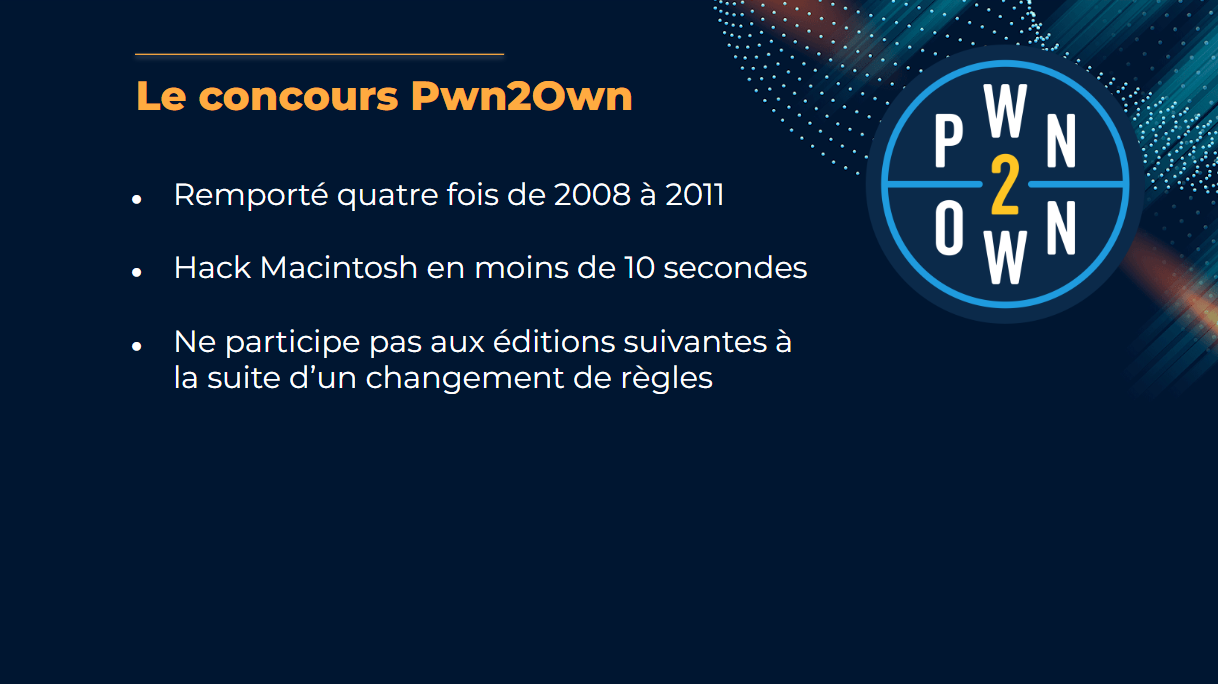 Le concours Pwn2Own
• Remporté quatre fois de 2008 à 2011
• Hack Macintosh en moins de 10 secondes
• Ne participe pas aux éditions suivantes à
la suite d’un changement de règles
PWN
2
OWN